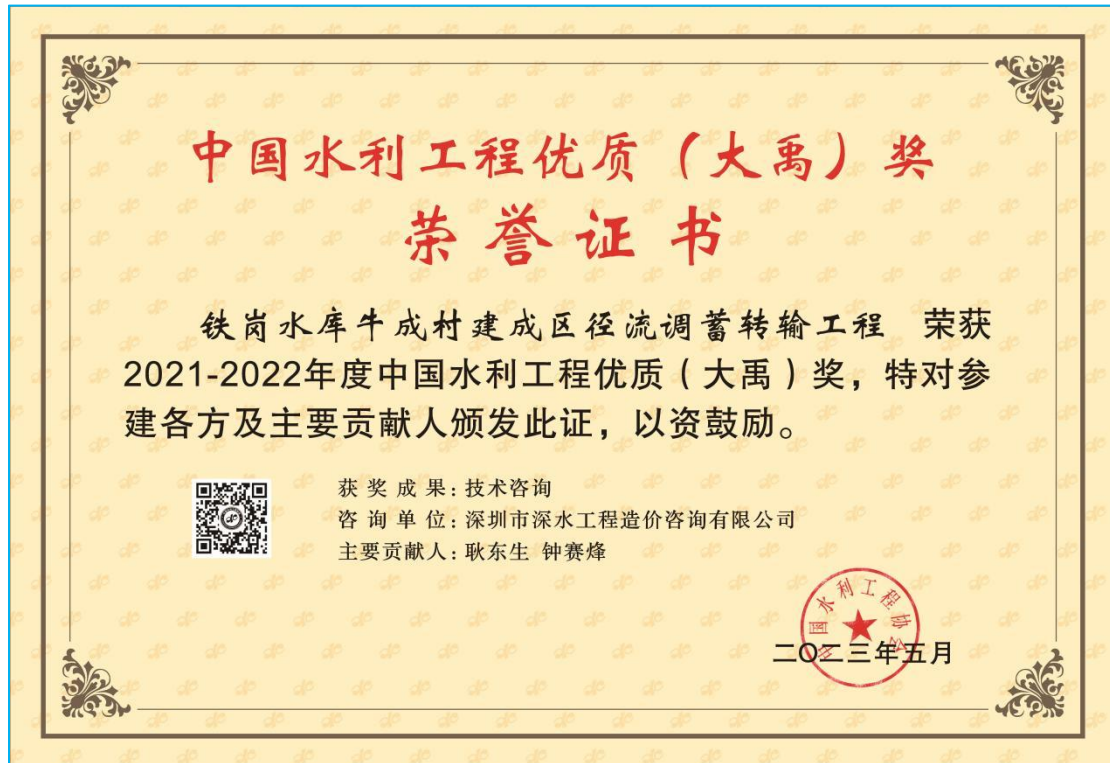 中国水利工程优质（大禹）奖
荣誉证书
铁岗水库牛成村建成区径流调蓄转输工程 荣获
2021-2022年度中国水利工程优质（大禹）奖，特对参
建各方及主要贡献人颁发此证，以资鼓励。
获奖成果：技术咨询
咨询单位：深圳市深水工程造价咨询有限公司
主要贡献人：耿东生 钟赛烽
中国水利工程协会
二〇二三年五月